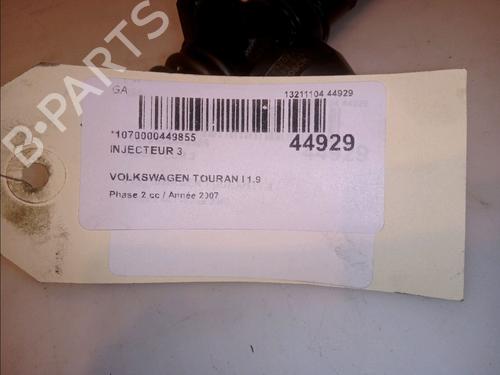 B-PARTS
GA
13211104 44929
*1070000449855
44929
INJECTEUR 3
VOLKSWAGEN TOURAN I 1.9
Phase 2 cc / Année 2007